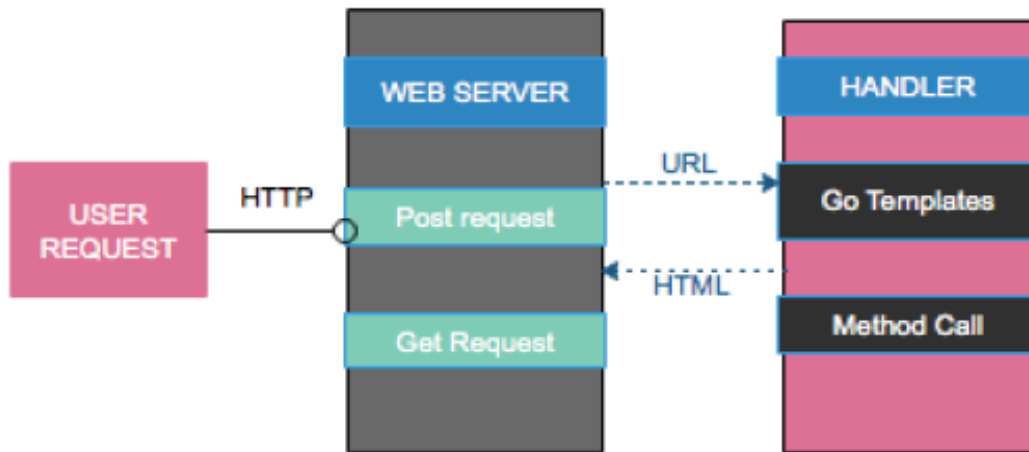 WEB SERVER
HANDLER
URL
USER
REQUEST
HTTP
Post request
Go Templates
HTML
Get Request
Method Call